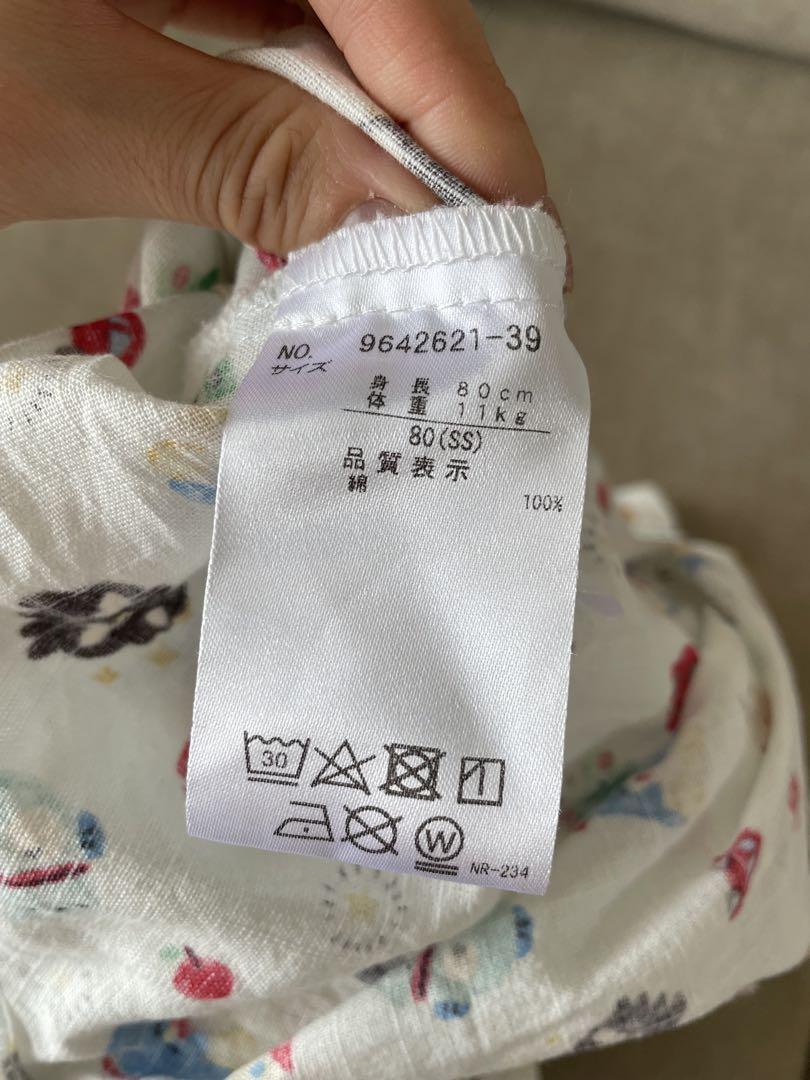 NO. 9642621-39
サイズ
身長 80cm
体重 11kg
80(SS)
品質表示
綿 100%
30
W
NR-234